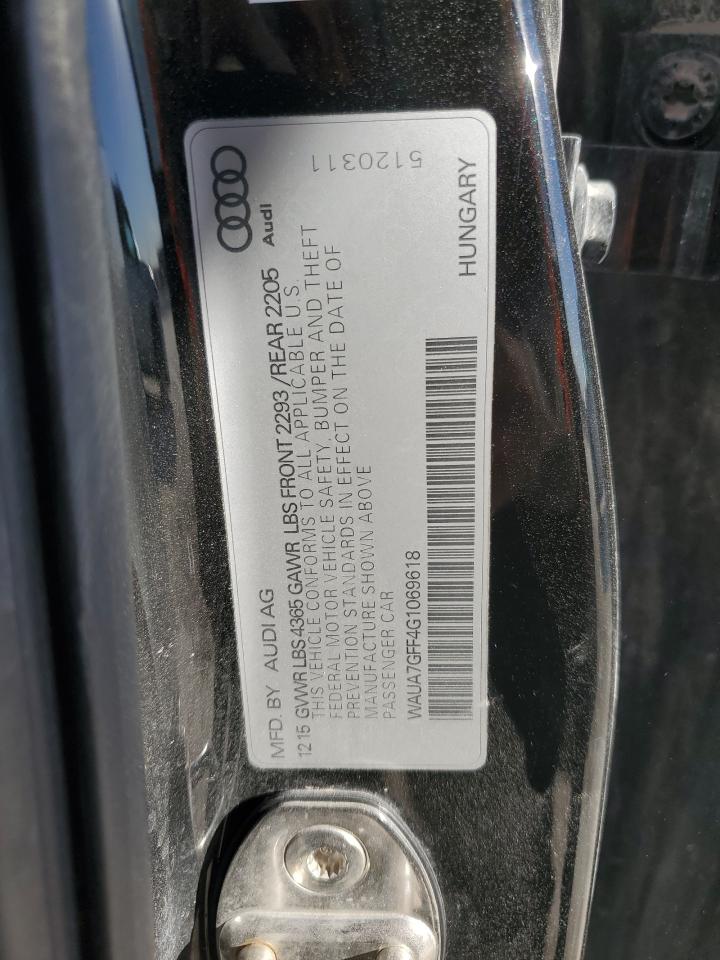 MFD. BY AUDI AG
Audi
12 15 GVWR LBS 4365 GAWR LBS FRONT 2293 /REAR 2205
THIS VEHICLE CONFORMS TO ALL APPLICABLE U.S.
FEDERAL MOTOR VEHICLE SAFETY, BUMPER AND THEFT
PREVENTION STANDARDS IN EFFECT ON THE DATE OF
MANUFACTURE SHOWN ABOVE
PASSENGER CAR
5120311
WAUA7GFF4G1069618
HUNGARY